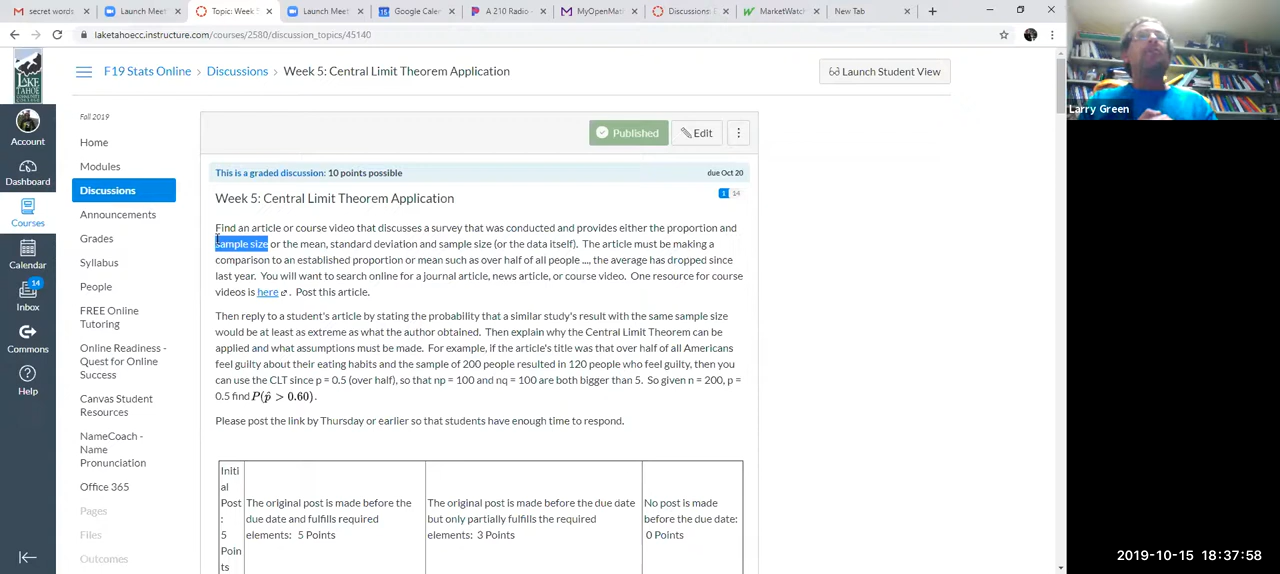 secret words
Launch Meet
Topic: Week 5
Launch Meet
Google Cale
A 210 Radio
MyOpenMat
Discussions:
MarketWatch
New Tab
laketahoecc.instructure.com/courses/2580/discussion_topics/45140
LAKE TAHOE
F19 Stats Online > Discussions > Week 5: Central Limit Theorem Application
Launch Student View
Larry Green
Account
Dashboard
Courses
Calendar
14
Inbox
Commons
Help
Fall 2019
Home
Modules
Discussions
Announcements
Grades
Syllabus
People
FREE Online
Tutoring
Online Readiness -
Quest for Online
Success
Canvas Student
Resources
NameCoach -
Name
Pronunciation
Office 365
Pages
Files
Outcomes
Published
Edit
This is a graded discussion: 10 points possible
due Oct 20
Week 5: Central Limit Theorem Application
1 14
Find an article or course video that discusses a survey that was conducted and provides either the proportion and
sample size or the mean, standard deviation and sample size (or the data itself). The article must be making a
comparison to an established proportion or mean such as over half of all people ..., the average has dropped since
last year. You will want to search online for a journal article, news article, or course video. One resource for course
videos is here . Post this article.
Then reply to a student's article by stating the probability that a similar study's result with the same sample size
would be at least as extreme as what the author obtained. Then explain why the Central Limit Theorem can be
applied and what assumptions must be made. For example, if the article's title was that over half of all Americans
feel guilty about their eating habits and the sample of 200 people resulted in 120 people who feel guilty, then you
can use the CLT since p = 0.5 (over half), so that np = 100 and nq = 100 are both bigger than 5. So given n = 200, p =
0.5 find P(p̂ > 0.60).
Please post the link by Thursday or earlier so that students have enough time to respond.
Initi
al
Post
:
5
Poin
ts
The original post is made before the
due date and fulfills required
elements: 5 Points
The original post is made before the due date
but only partially fulfills the required
elements: 3 Points
No post is made
before the due date:
0 Points
2019-10-15 18:37:58